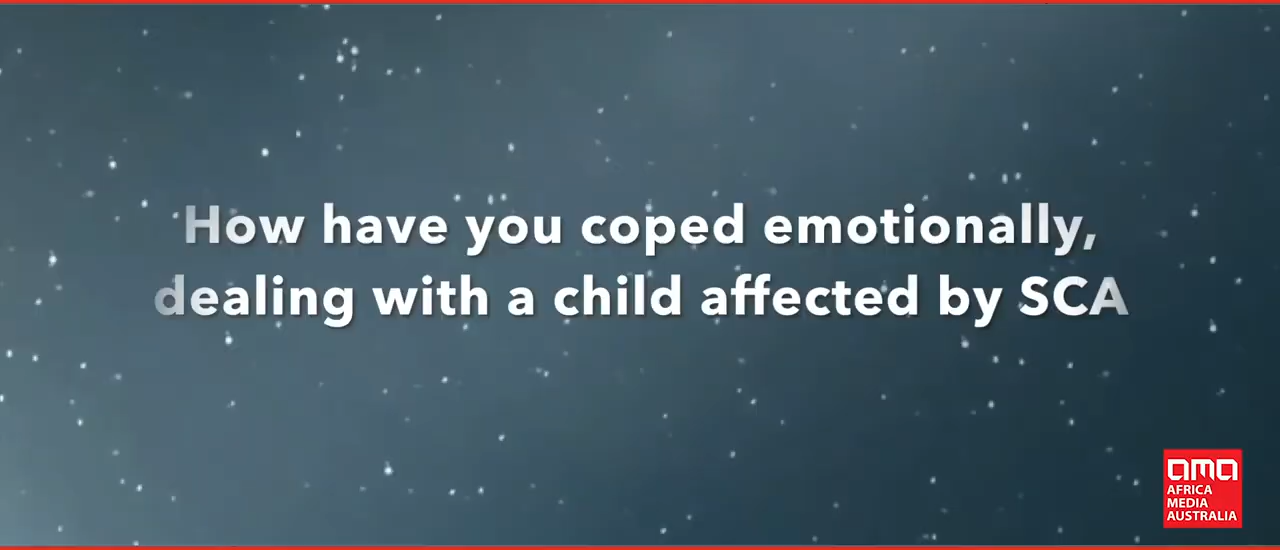 How have you coped emotionally,
dealing with a child affected by SCA
ama
AFRICA
MEDIA
AUSTRALIA